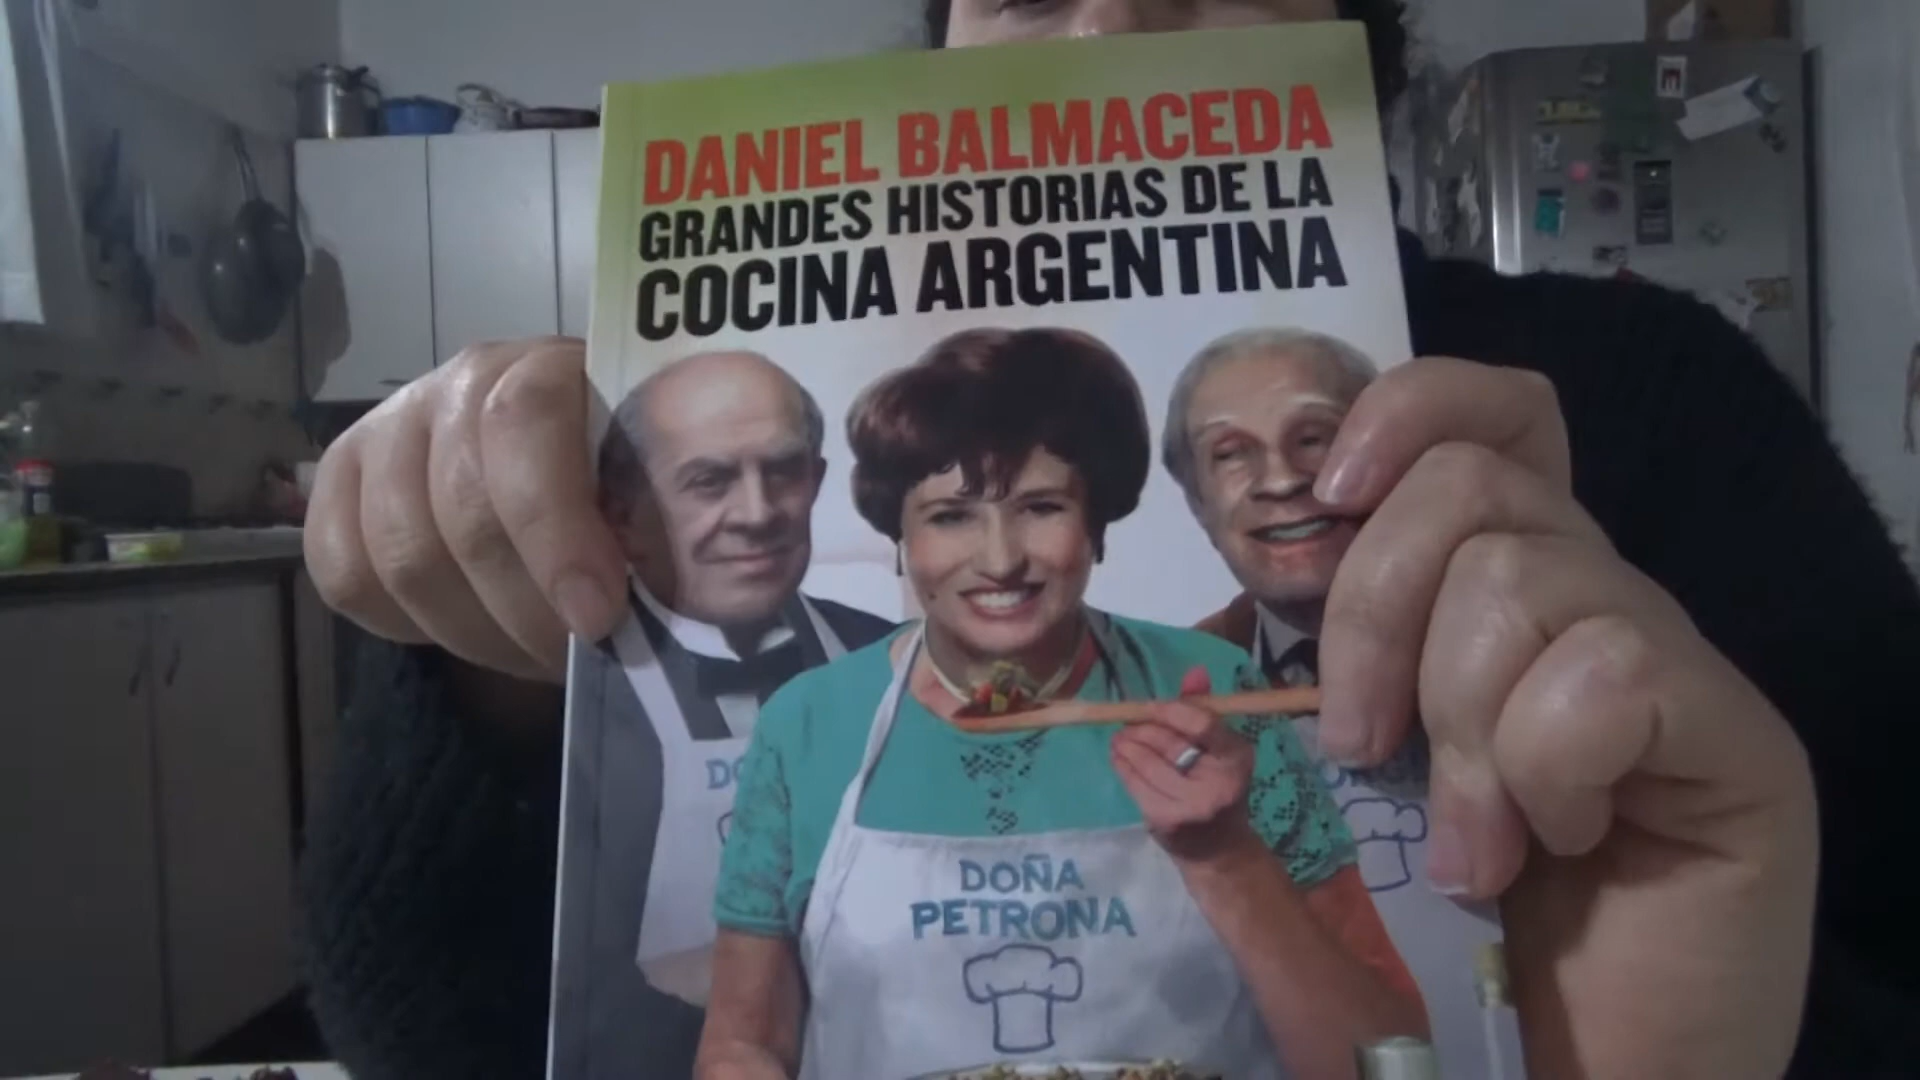 DANIEL BALMACEDA
GRANDES HISTORIAS DE LA
COCINA ARGENTINA
DOÑA
PETRONA